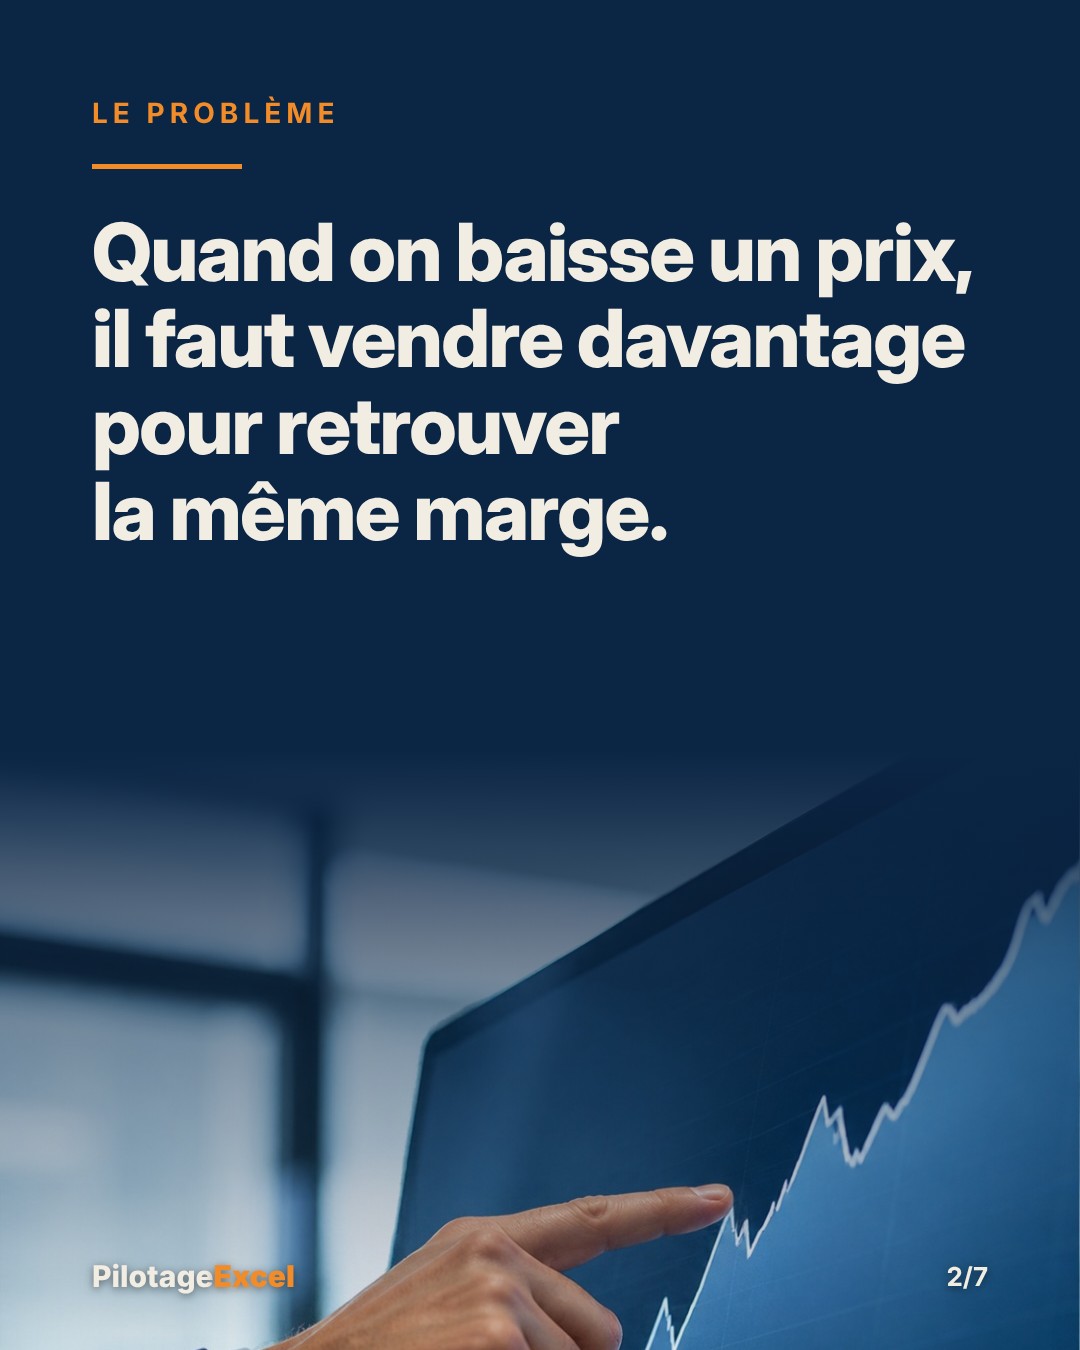 LE PROBLÈME
Quand on baisse un prix,
il faut vendre davantage
pour retrouver
la même marge.
PilotageExcel
2/7